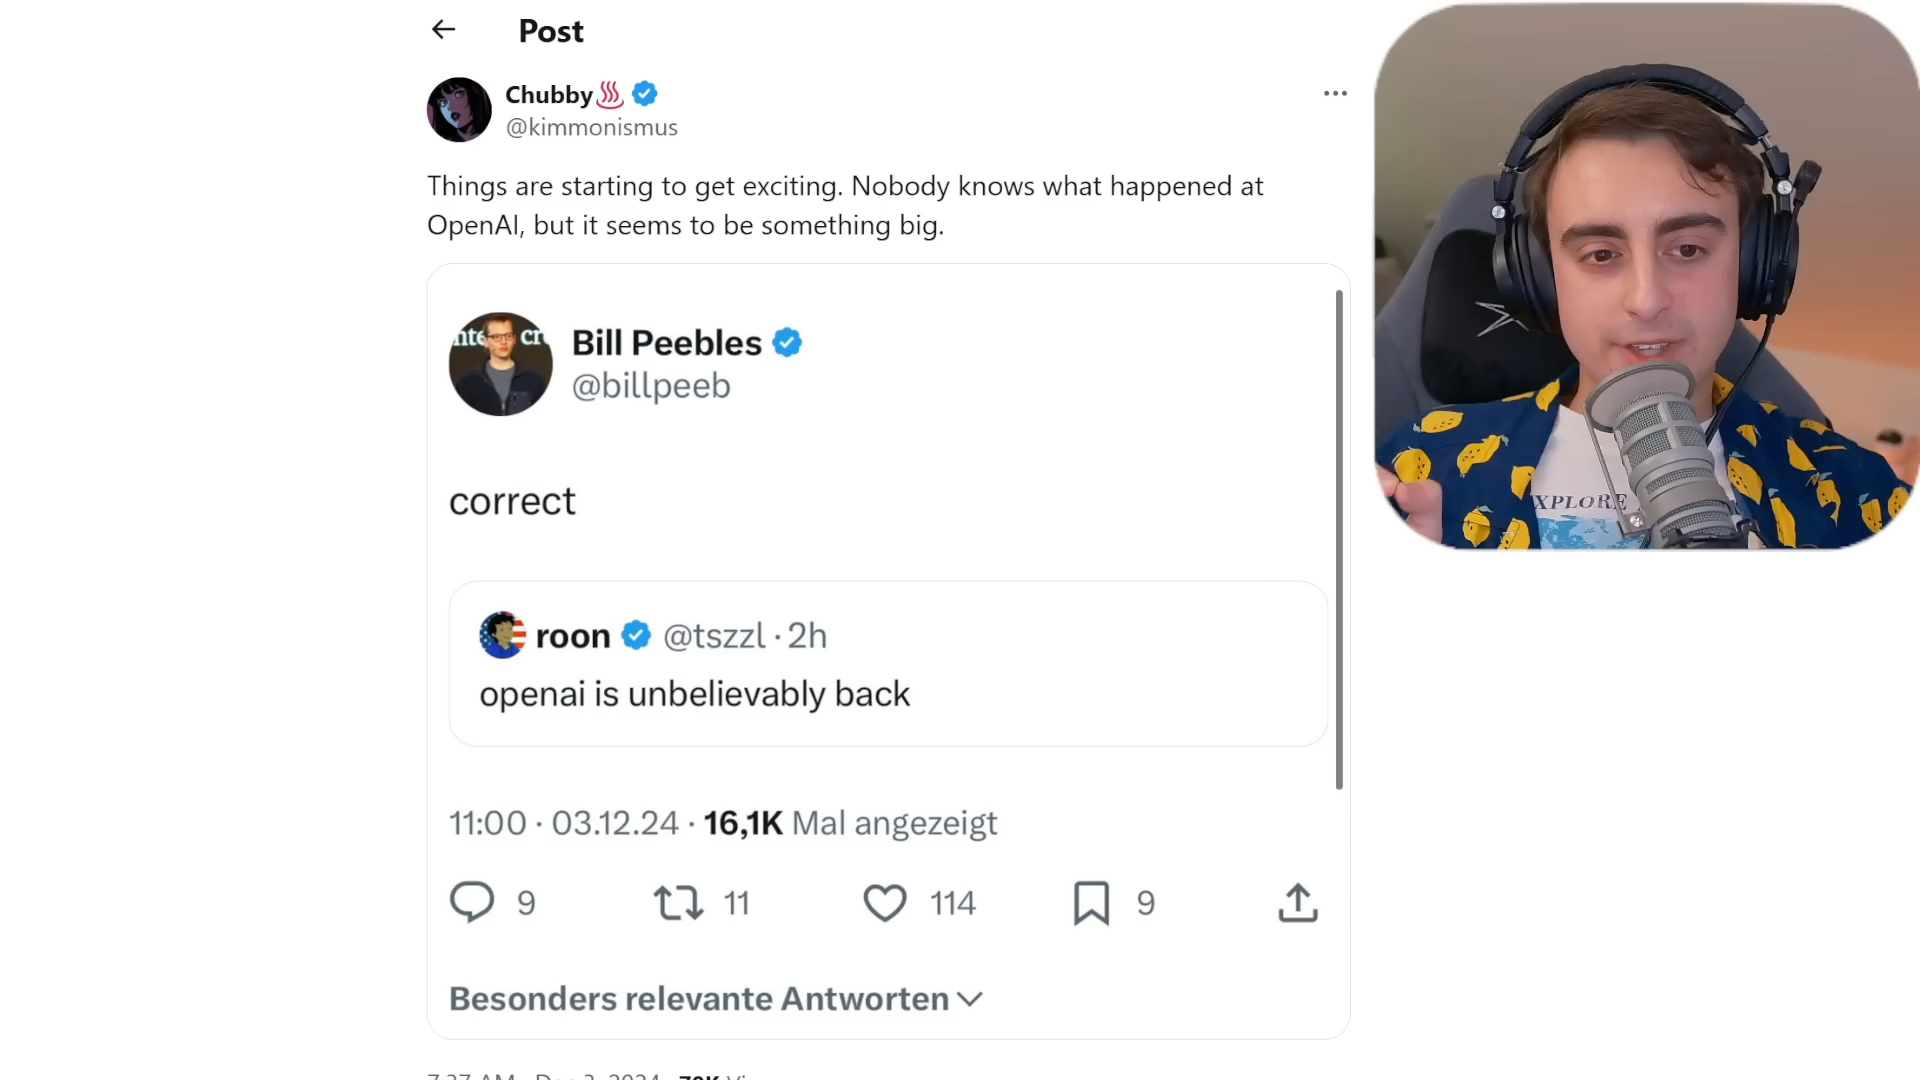 Post
Chubby
@kimmonismus
Things are starting to get exciting. Nobody knows what happened at
OpenAI, but it seems to be something big.
Bill Peebles
@billpeeb
correct
roon @tszzl · 2h
openai is unbelievably back
11:00 · 03.12.24 · 16,1K Mal angezeigt
9 11 114 9
Besonders relevante Antworten
XPLORE